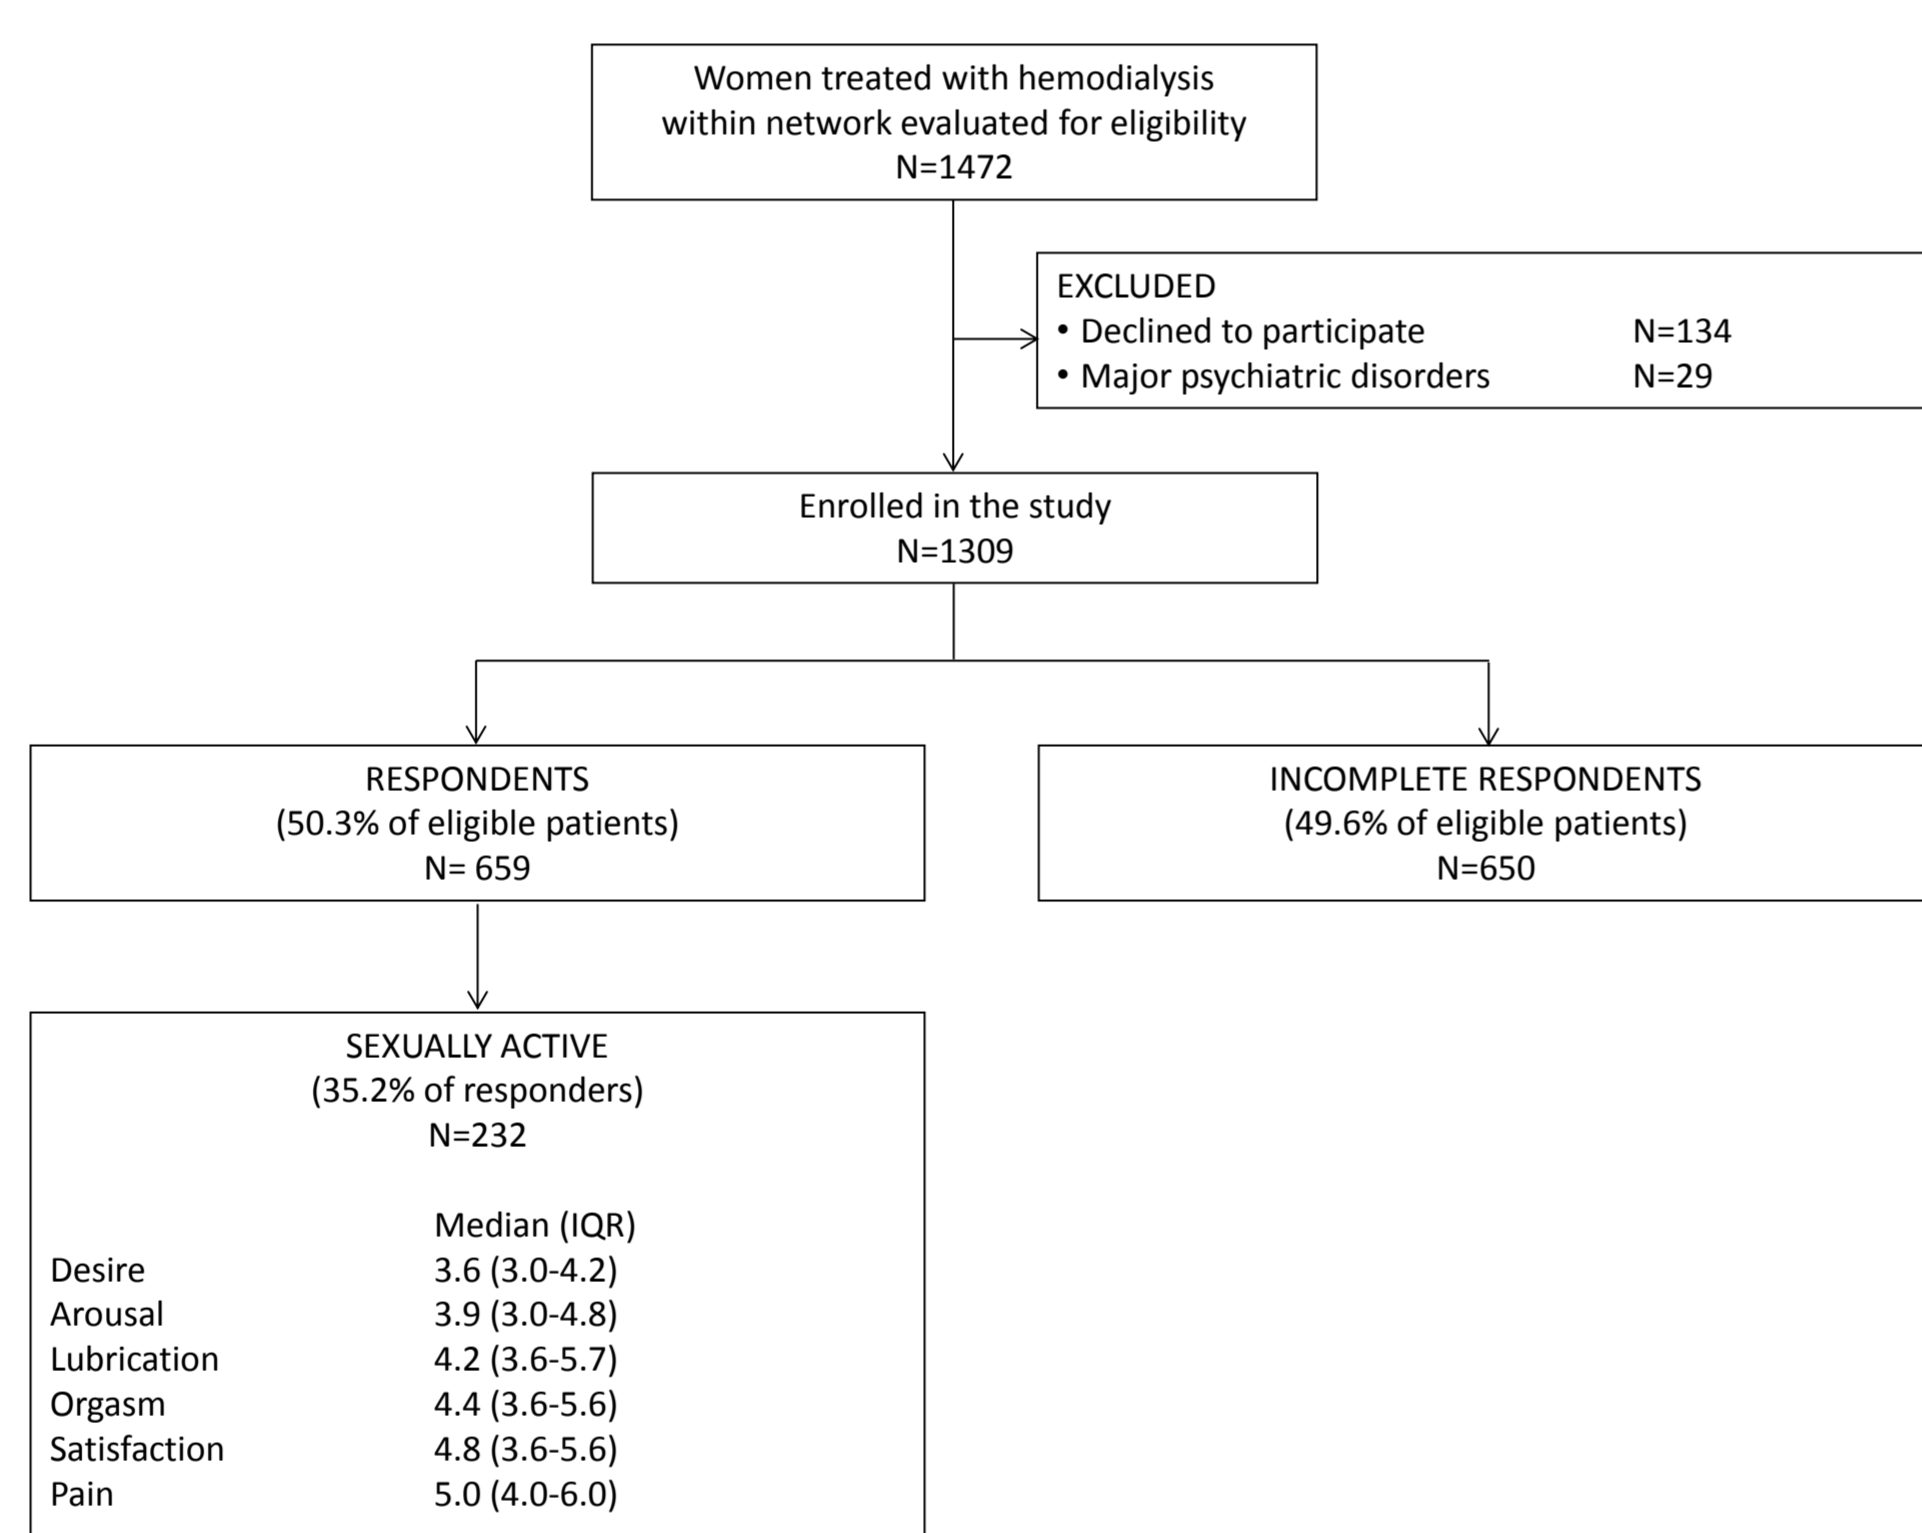 Women treated with hemodialysis
within network evaluated for eligibility
N=1472
EXCLUDED
• Declined to participate N=134
• Major psychiatric disorders N=29
Enrolled in the study
N=1309
RESPONDENTS
(50.3% of eligible patients)
N= 659
INCOMPLETE RESPONDENTS
(49.6% of eligible patients)
N=650
SEXUALLY ACTIVE
(35.2% of responders)
N=232
Median (IQR)
Desire 3.6 (3.0-4.2)
Arousal 3.9 (3.0-4.8)
Lubrication 4.2 (3.6-5.7)
Orgasm 4.4 (3.6-5.6)
Satisfaction 4.8 (3.6-5.6)
Pain 5.0 (4.0-6.0)